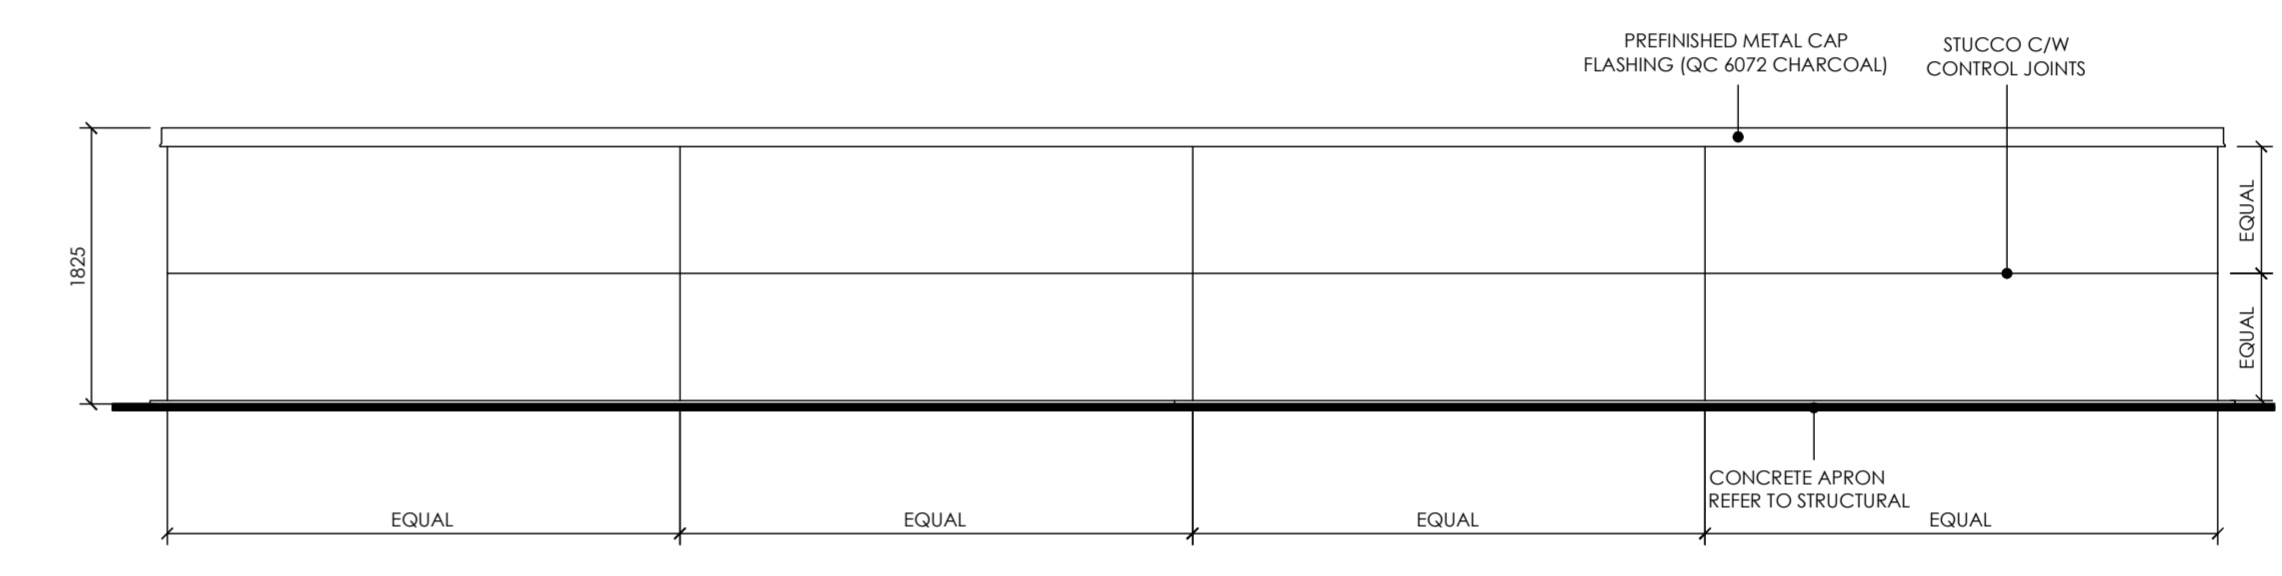 PREFINISHED METAL CAP
FLASHING (QC 6072 CHARCOAL)
STUCCO C/W
CONTROL JOINTS
1825
EQUAL
EQUAL
CONCRETE APRON
REFER TO STRUCTURAL
EQUAL
EQUAL
EQUAL
EQUAL